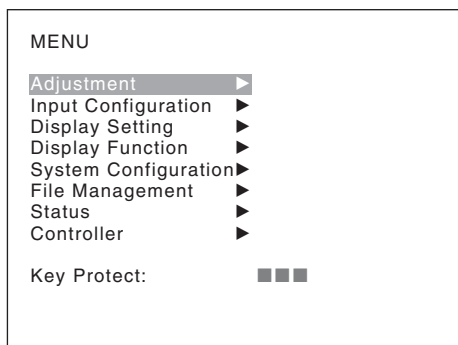 MENU
Adjustment ▶
Input Configuration ▶
Display Setting ▶
Display Function ▶
System Configuration▶
File Management ▶
Status ▶
Controller ▶
Key Protect: ■■■